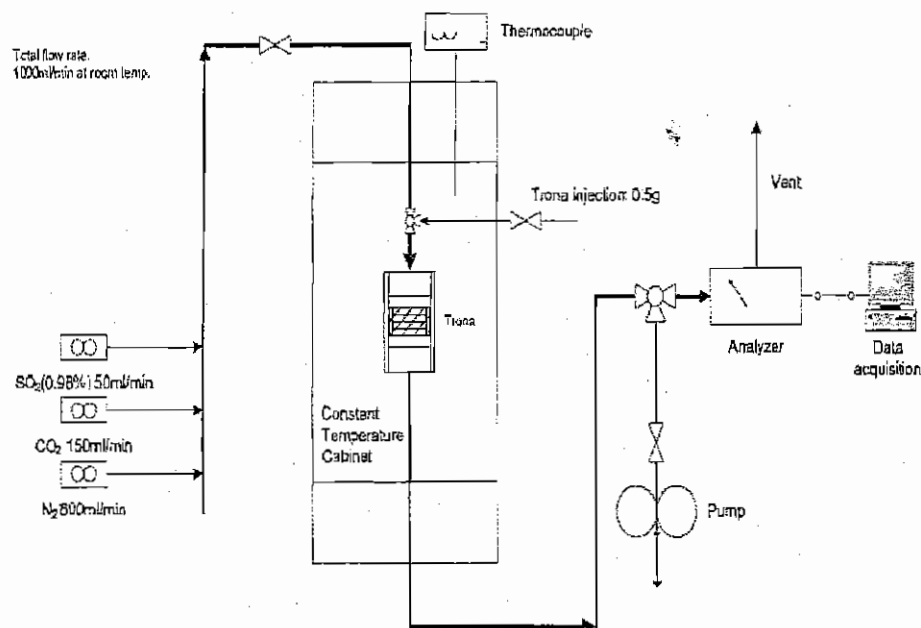 Thermocouple
Total flow rate.
1000ml/min at room temp.
Trona injection: 0.5g
Vent
Trona
SO₂(0.98%) 50ml/min
CO₂ 150ml/min
N₂ 800ml/min
Constant
Temperature
Cabinet
Analyzer
Data
acquisition
Pump